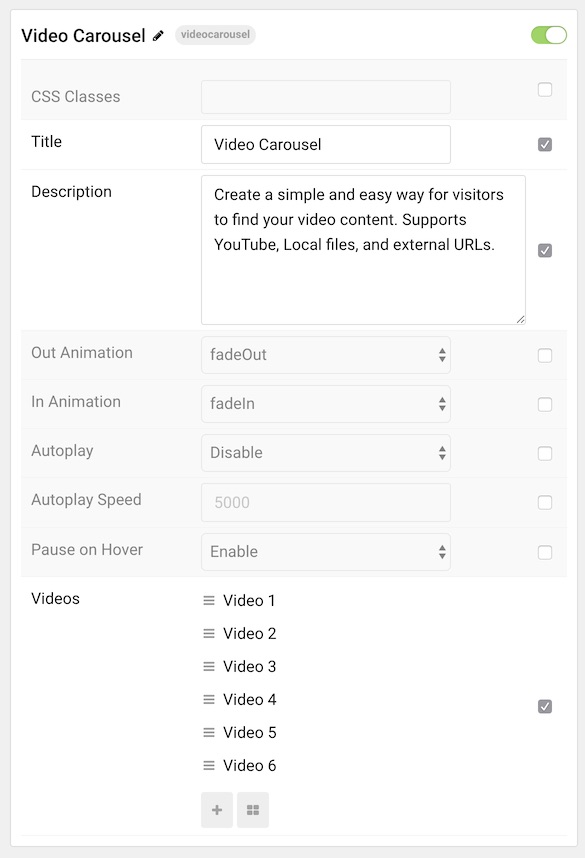 Video Carousel videocarousel
CSS Classes
Title Video Carousel
Description Create a simple and easy way for visitors
to find your video content. Supports
YouTube, Local files, and external URLs.
Out Animation fadeOut
In Animation fadeIn
Autoplay Disable
Autoplay Speed 5000
Pause on Hover Enable
Videos Video 1
Video 2
Video 3
Video 4
Video 5
Video 6